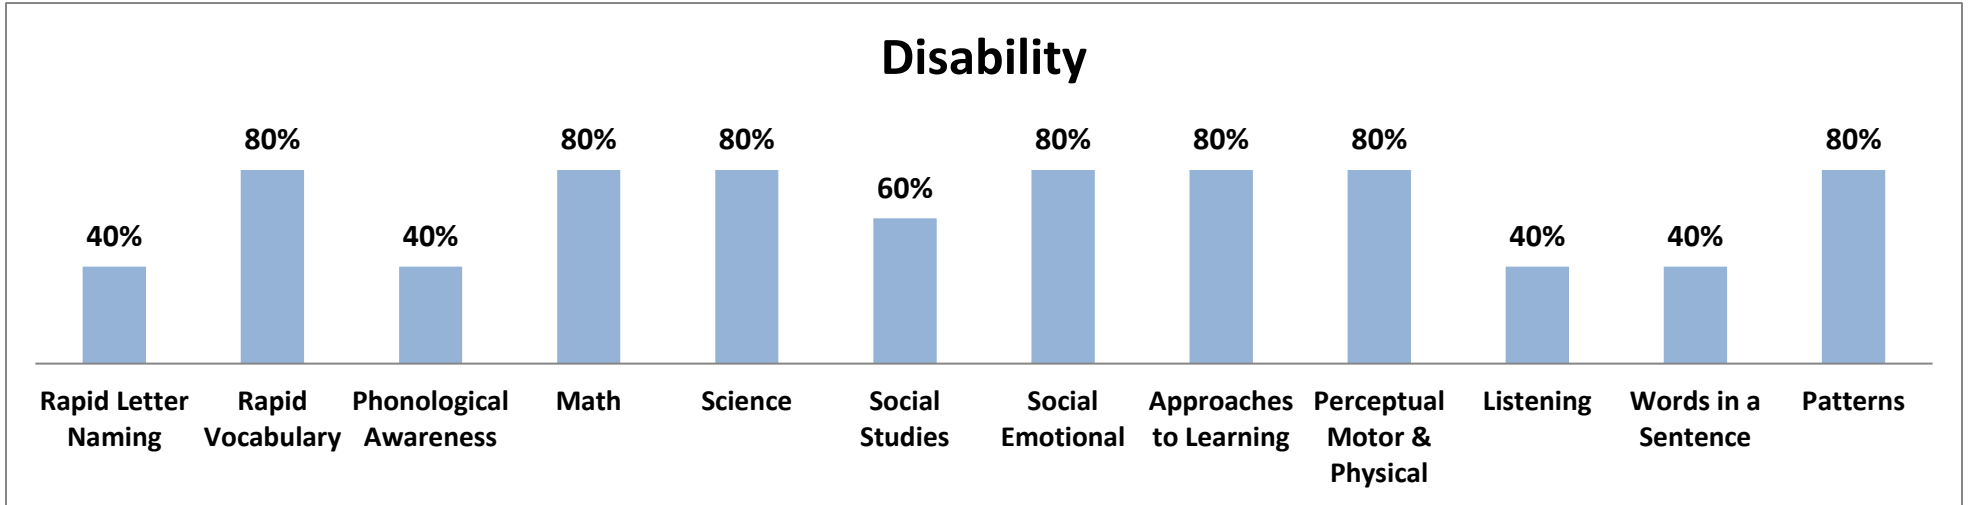 Disability
40%
80%
40%
80%
80%
60%
80%
80%
80%
40%
40%
80%
Rapid Letter
Naming
Rapid
Vocabulary
Phonological
Awareness
Math
Science
Social
Studies
Social
Emotional
Approaches
to Learning
Perceptual
Motor &
Physical
Listening
Words in a
Sentence
Patterns